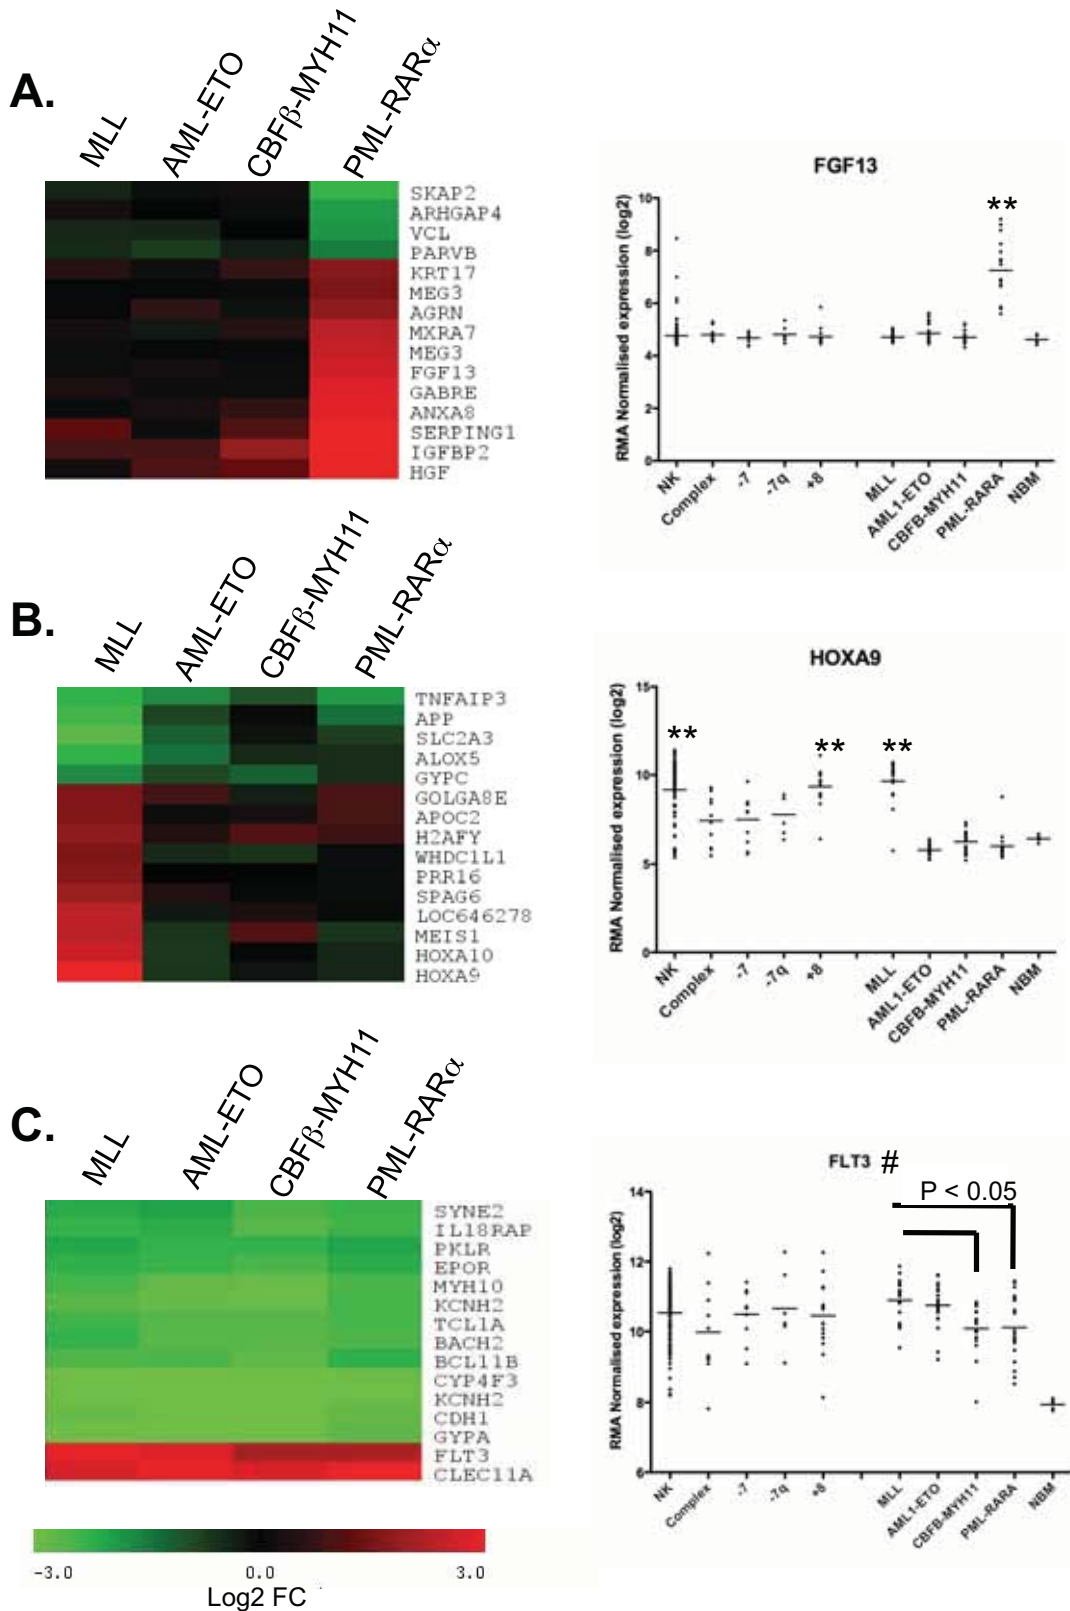 A.
MLL
AML-ETO
CBFβ-MYH11
PML-RARα
SKAP2
ARHGAP4
VCL
PARVB
KRT17
MEG3
AGRN
MXRA7
MEG3
FGF13
GABRE
ANXA8
SERPING1
IGFBP2
HGF
FGF13
RMA Normalised expression (log2)
10
8
6
4
2
0
**
NK
Complex
-7
-7q
+8
MLL
AML1-ETO
CBFB-MYH11
PML-RARA
NBM
B.
MLL
AML-ETO
CBFβ-MYH11
PML-RARα
TNFAIP3
APP
SLC2A3
ALOX5
GYPC
GOLGA8E
APOC2
H2AFY
WHDC1L1
PRR16
SPAG6
LOC646278
MEIS1
HOXA10
HOXA9
HOXA9
RMA Normalised expression (log2)
15
10
5
0
**
**
**
NK
Complex
-7
-7q
+8
MLL
AML1-ETO
CBFB-MYH11
PML-RARA
NBM
C.
MLL
AML-ETO
CBFβ-MYH11
PML-RARα
SYNE2
IL18RAP
PKLR
EPOR
MYH10
KCNH2
TCL1A
BACH2
BCL11B
CYP4F3
KCNH2
CDH1
GYPA
FLT3
CLEC11A
FLT3 #
P < 0.05
RMA Normalised expression (log2)
14
12
10
8
6
NK
Complex
-7
-7q
+8
MLL
AML1-ETO
CBFB-MYH11
PML-RARA
NBM
-3.0 0.0 3.0
Log2 FC